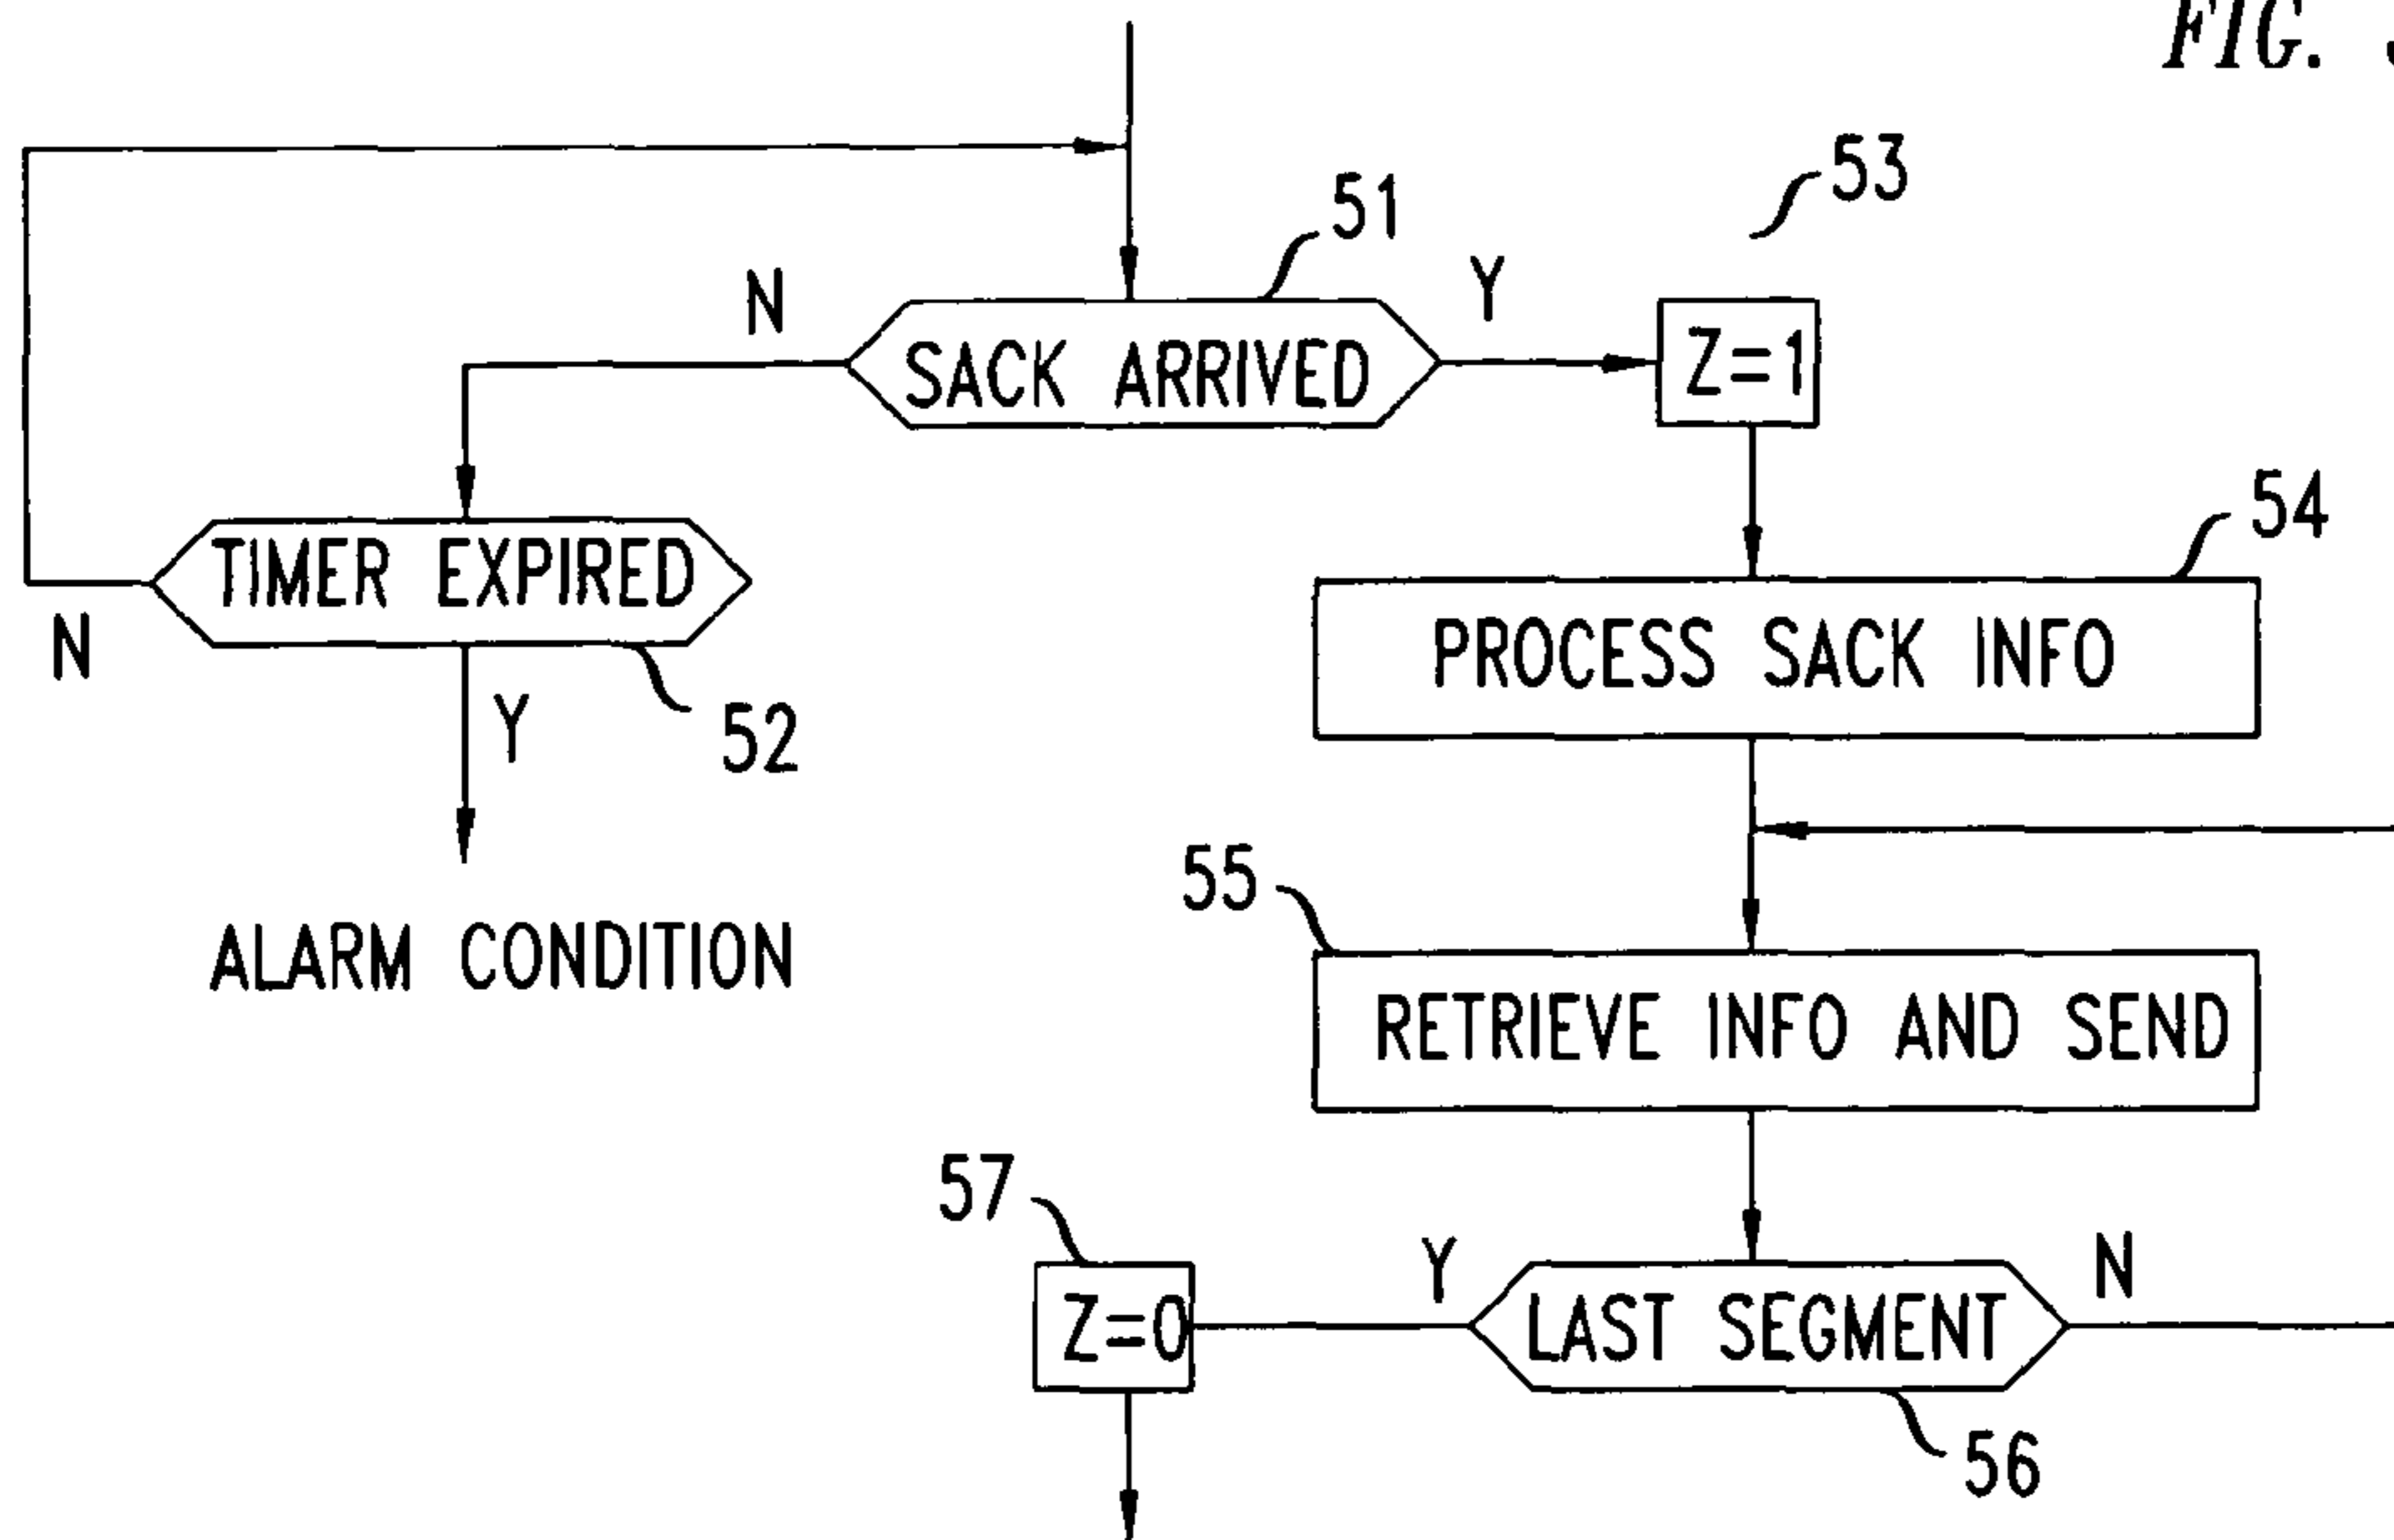 FIG.
53
51
N
Y
SACK ARRIVED
Z=1
54
TIMER EXPIRED
PROCESS SACK INFO
N
Y
52
55
ALARM CONDITION
RETRIEVE INFO AND SEND
57
Y
N
Z=0
LAST SEGMENT
56